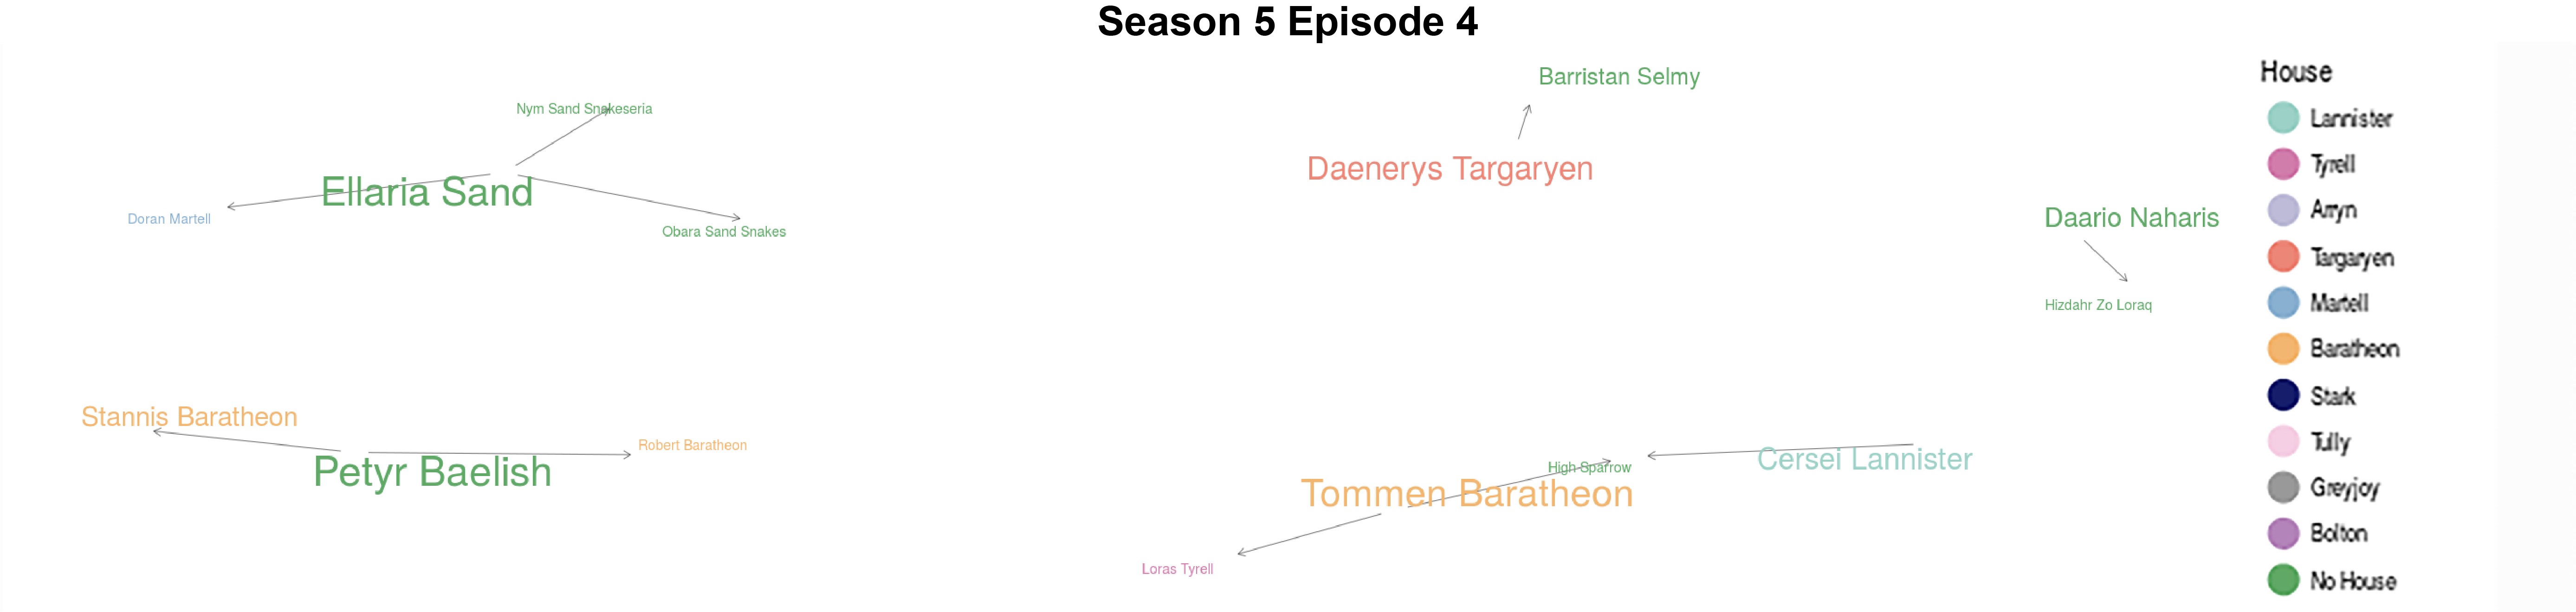 Season 5 Episode 4
Barristan Selmy
Nym Sand Snakeseria
Daenerys Targaryen
Ellaria Sand
Doran Martell
Obara Sand Snakes
Daario Naharis
Hizdahr Zo Loraq
Stannis Baratheon
Robert Baratheon
Petyr Baelish
High Sparrow
Cersei Lannister
Tommen Baratheon
Loras Tyrell
House
Lannister
Tyrell
Arryn
Targaryen
Martell
Baratheon
Stark
Tully
Greyjoy
Bolton
No House